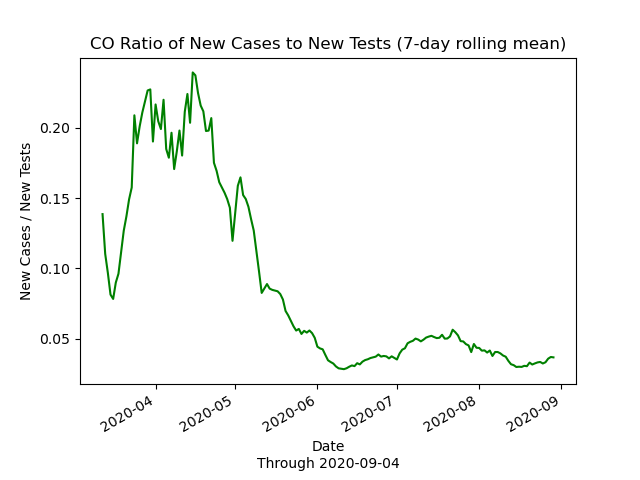 CO Ratio of New Cases to New Tests (7-day rolling mean)
New Cases / New Tests
0.20
0.15
0.10
0.05
2020-04
2020-05
2020-06
2020-07
2020-08
2020-09
Date
Through 2020-09-04